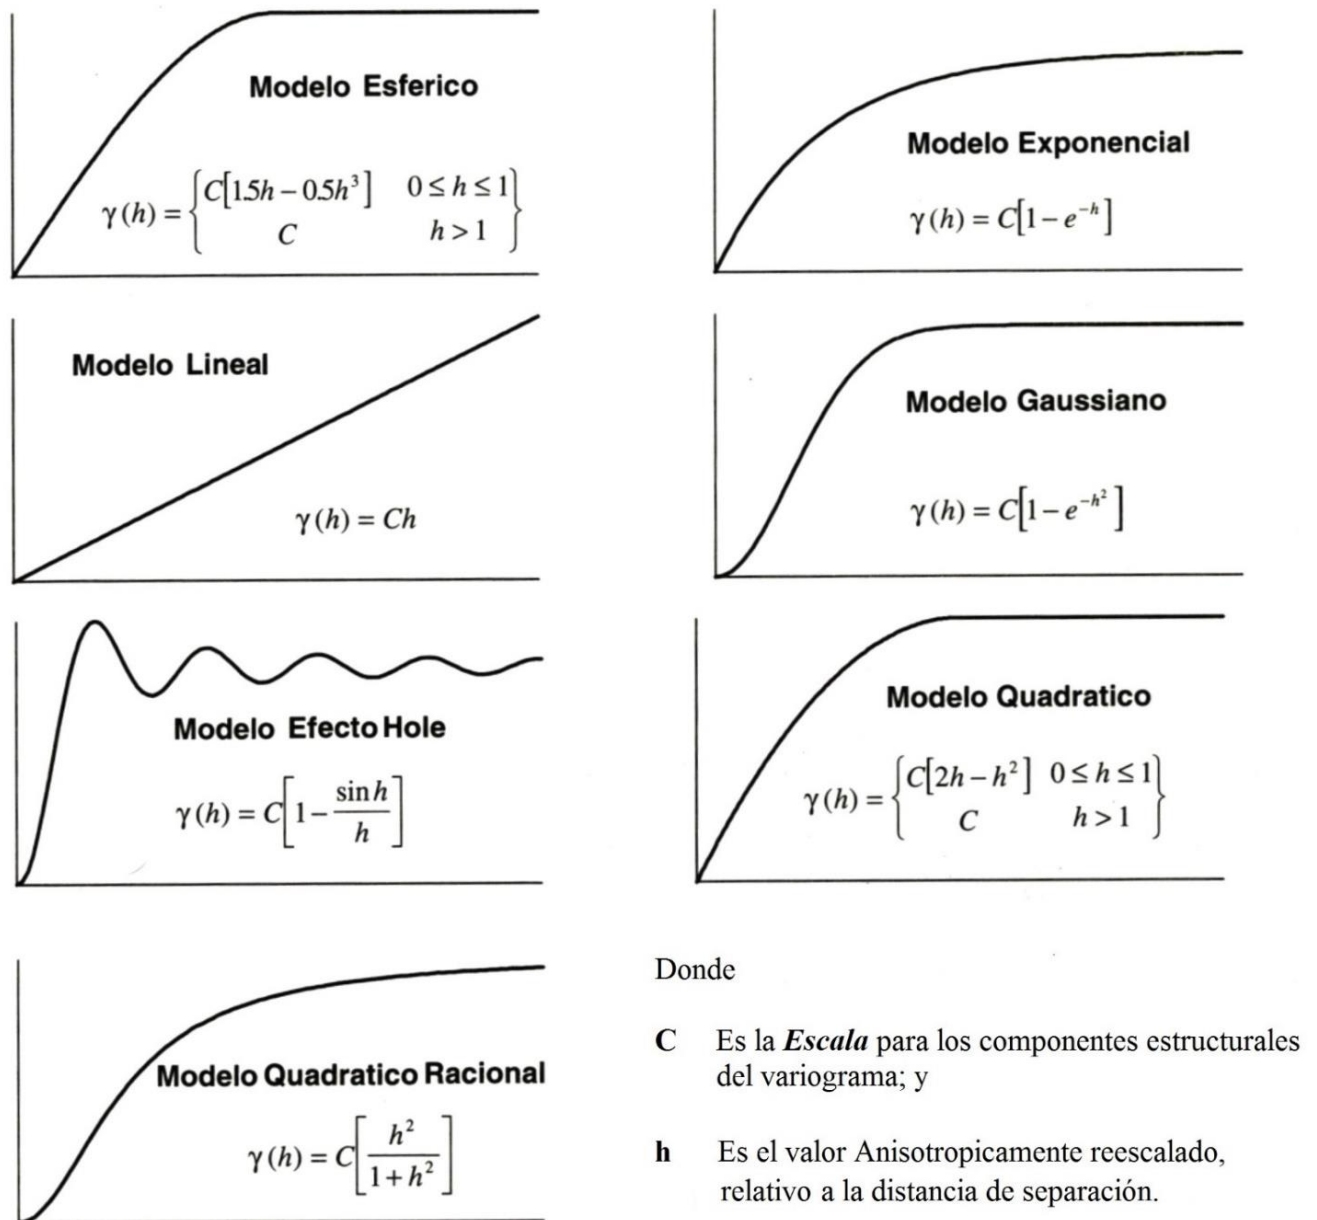 Modelo Esferico
γ(h) = {C[1.5h − 0.5h³] 0 ≤ h ≤ 1
C h > 1}
Modelo Exponencial
γ(h) = C[1 − e^{−h}]
Modelo Lineal
γ(h) = Ch
Modelo Gaussiano
γ(h) = C[1 − e^{−h²}]
Modelo Efecto Hole
γ(h) = C[1 − sin h / h]
Modelo Quadratico
γ(h) = {C[2h − h²] 0 ≤ h ≤ 1
C h > 1}
Modelo Quadratico Racional
γ(h) = C[h² / 1 + h²]
Donde
C Es la Escala para los componentes estructurales
del variograma; y
h Es el valor Anisotropicamente reescalado,
relativo a la distancia de separación.